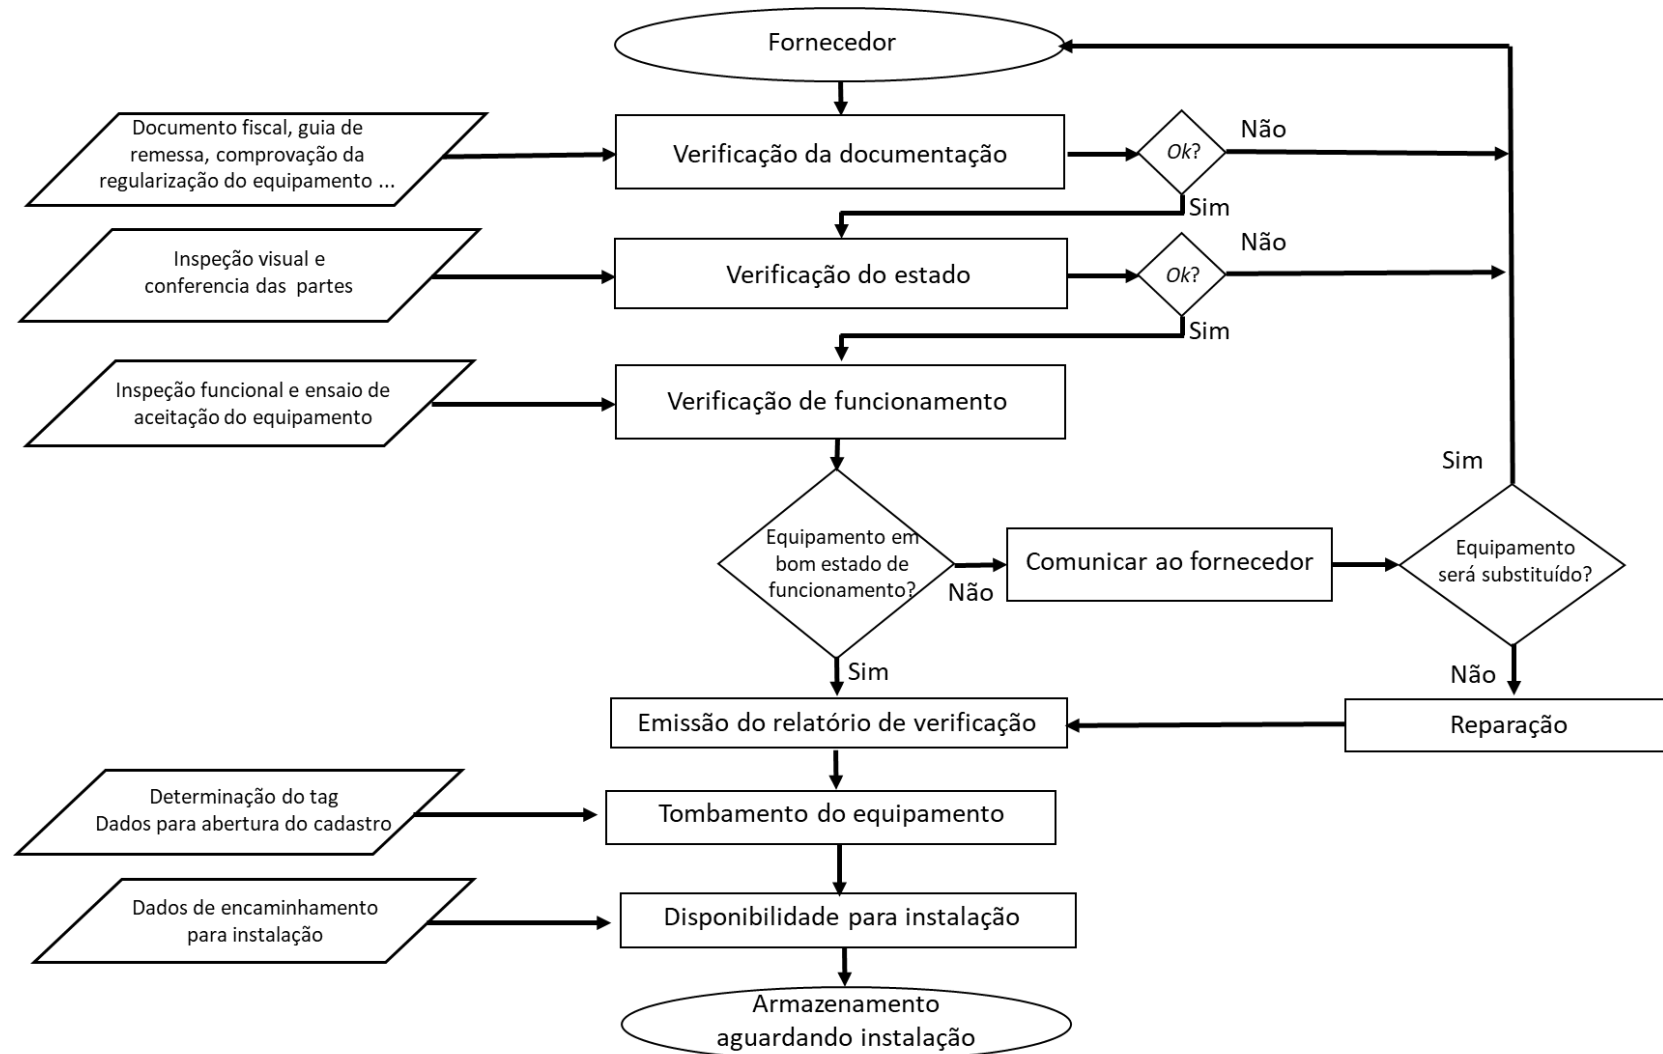 Fornecedor
Documento fiscal, guia de
remessa, comprovação da
regularização do equipamento ...
Verificação da documentação
Ok?
Não
Sim
Inspeção visual e
conferencia das partes
Verificação do estado
Ok?
Não
Sim
Inspeção funcional e ensaio de
aceitação do equipamento
Verificação de funcionamento
Sim
Equipamento em
bom estado de
funcionamento?
Não
Comunicar ao fornecedor
Equipamento
será substituído?
Sim
Não
Emissão do relatório de verificação
Reparação
Determinação do tag
Dados para abertura do cadastro
Tombamento do equipamento
Dados de encaminhamento
para instalação
Disponibilidade para instalação
Armazenamento
aguardando instalação